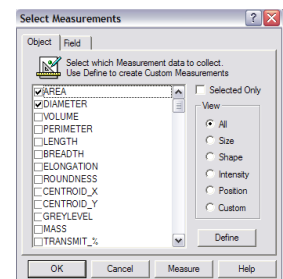 Select Measurements
Object Field
Select which Measurement data to collect.
Use Define to create Custom Measurements
AREA
DIAMETER
VOLUME
PERIMETER
LENGTH
BREADTH
ELONGATION
ROUNDNESS
CENTROID_X
CENTROID_Y
GREYLEVEL
MASS
TRANSMIT_%
Selected Only
View
All
Size
Shape
Intensity
Position
Custom
Define
OK Cancel Measure Help